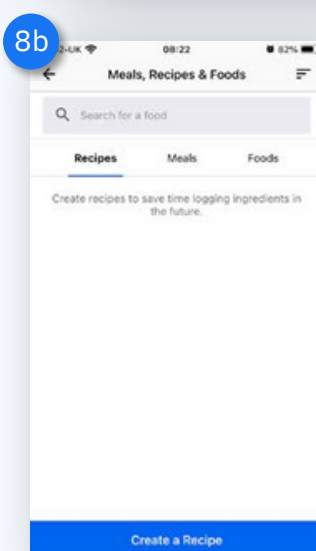 8b
2-UK 08:22 82%
Meals, Recipes & Foods
Search for a food
Recipes Meals Foods
Create recipes to save time logging ingredients in
the future.
Create a Recipe